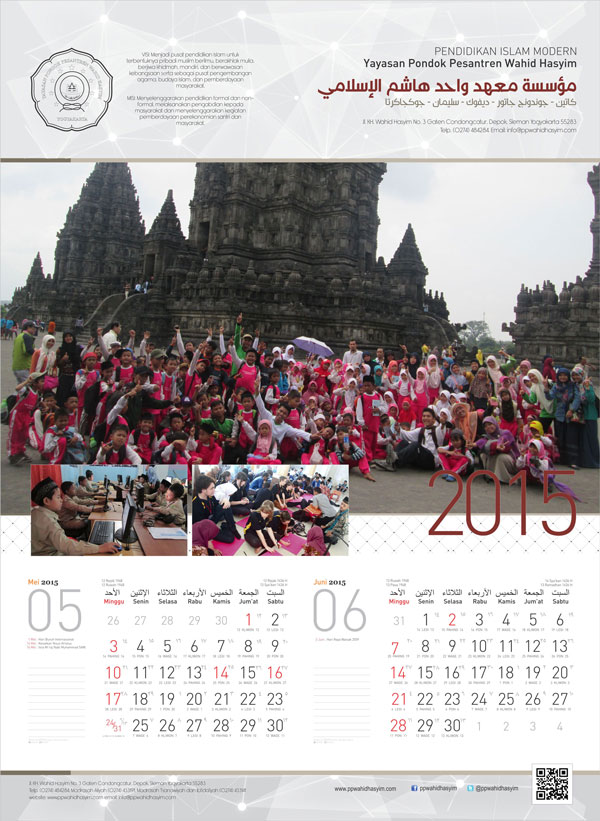 VISI: Menjadi pusat pendidikan islam untuk
terbentuknya pribadi muslim berilmu, berakhlak mulia,
berjiwa khidmah, mandiri, dan berwawasan
kebangsaan serta sebagai pusat pengembangan
agama, budaya islam, dan pemberdayaan
masyarakat.
MISI: Menyelenggarakan pendidikan formal dan non-
formal, melaksanakan pengabdian kepada
masyarakat dan menyelenggarakan kegiatan
pemberdayaan perekonomian santri dan
masyarakat.
YOGYAKARTA
PENDIDIKAN ISLAM MODERN
Yayasan Pondok Pesantren Wahid Hasyim
مؤسسة معهد واحد هاشم الإسلامي
كاتين - جوندونج جاتور - ديفوك - سليمان - جوكجاكرتا
Jl. KH. Wahid Hasyim No. 3 Gaten Condongcatur, Depok, Sleman Yogyakarta 55283
Telp. (0274) 484284, Email: info@ppwahidhasyim.com
2015
Mei 2015
05
الأحد الإثنين الثلاثاء الأربعاء الخميس الجمعة السبت
Minggu Senin Selasa Rabu Kamis Jum'at Sabtu
26 27 28 29 30 1 2
3 4 5 6 7 8 9
10 11 12 13 14 15 16
17 18 19 20 21 22 23
24/31 25 26 27 28 29 30
Juni 2015
06
الأحد الإثنين الثلاثاء الأربعاء الخميس الجمعة السبت
Minggu Senin Selasa Rabu Kamis Jum'at Sabtu
31 1 2 3 4 5 6
7 8 9 10 11 12 13
14 15 16 17 18 19 20
21 22 23 24 25 26 27
28 29 30 1 2 3 4
Jl. KH. Wahid Hasyim No. 3 Gaten Condongcatur, Depok, Sleman Yogyakarta 55283
www.ppwahidhasyim.com ppwahidhasyim @ppwahidhasyim